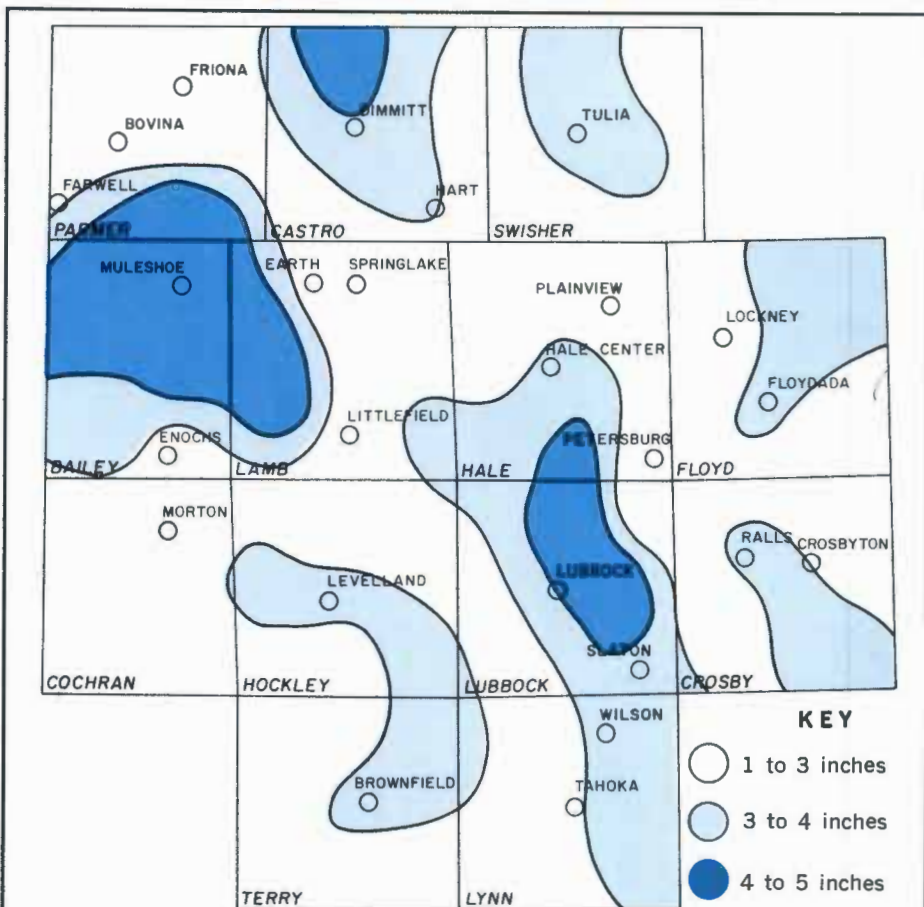 FRIONA
BOVINA
DIMMITT
TULIA
FARWELL
HART
PARMER
CASTRO
SWISHER
MULESHOE
EARTH
SPRINGLAKE
PLAINVIEW
LOCKNEY
HALE CENTER
FLOYDADA
LITTLEFIELD
ENOCHS
PETERSBURG
BAILEY
LAMB
HALE
FLOYD
MORTON
RALLS
CROSBYTON
LEVELLAND
LUBBOCK
SLATON
COCHRAN
HOCKLEY
LUBBOCK
CROSBY
WILSON
BROWNFIELD
TAHOKA
TERRY
LYNN
KEY
1 to 3 inches
3 to 4 inches
4 to 5 inches